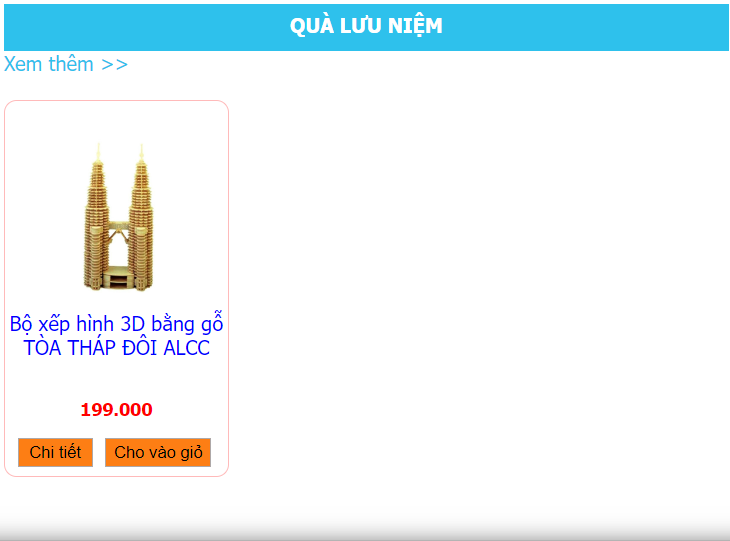 QUÀ LƯU NIỆM
Xem thêm >>
Bộ xếp hình 3D bằng gỗ
TÒA THÁP ĐÔI ALCC
199.000
Chi tiết
Cho vào giỏ